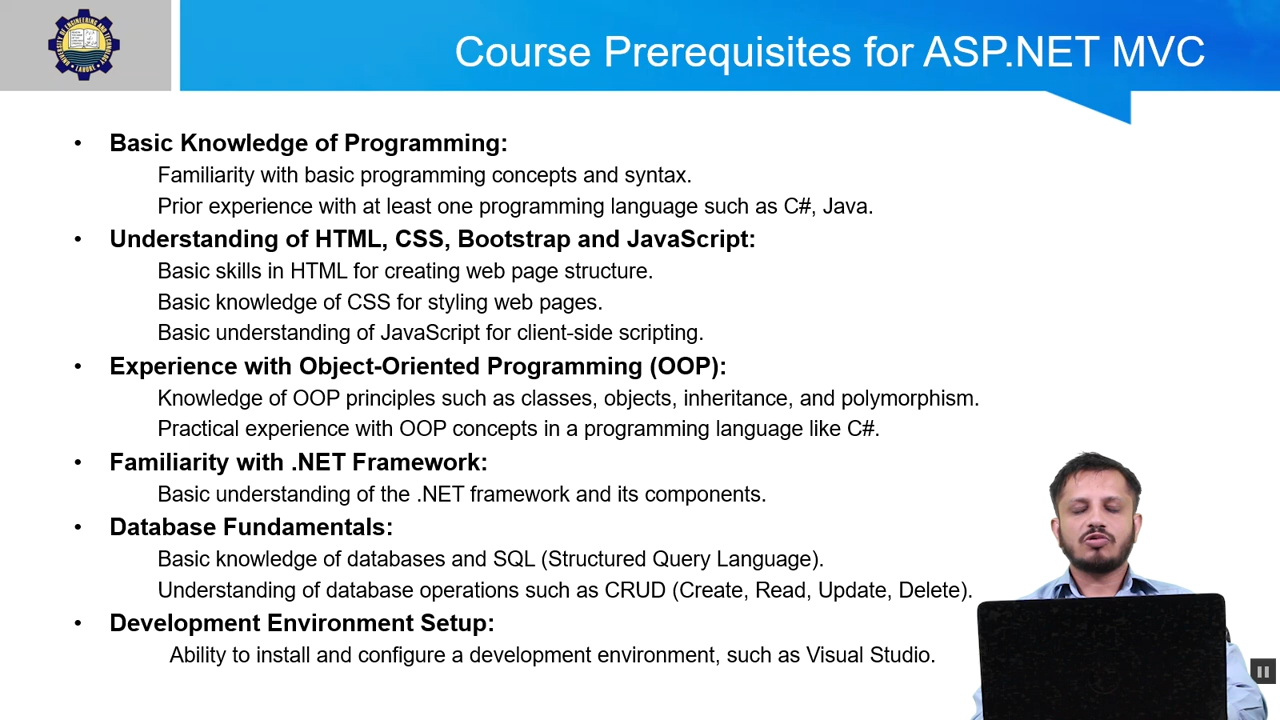 Course Prerequisites for ASP.NET MVC
UNIVERSITY OF ENGINEERING AND TECHNOLOGY
LAHORE
• Basic Knowledge of Programming:
Familiarity with basic programming concepts and syntax.
Prior experience with at least one programming language such as C#, Java.
• Understanding of HTML, CSS, Bootstrap and JavaScript:
Basic skills in HTML for creating web page structure.
Basic knowledge of CSS for styling web pages.
Basic understanding of JavaScript for client-side scripting.
• Experience with Object-Oriented Programming (OOP):
Knowledge of OOP principles such as classes, objects, inheritance, and polymorphism.
Practical experience with OOP concepts in a programming language like C#.
• Familiarity with .NET Framework:
Basic understanding of the .NET framework and its components.
• Database Fundamentals:
Basic knowledge of databases and SQL (Structured Query Language).
Understanding of database operations such as CRUD (Create, Read, Update, Delete).
• Development Environment Setup:
Ability to install and configure a development environment, such as Visual Studio.